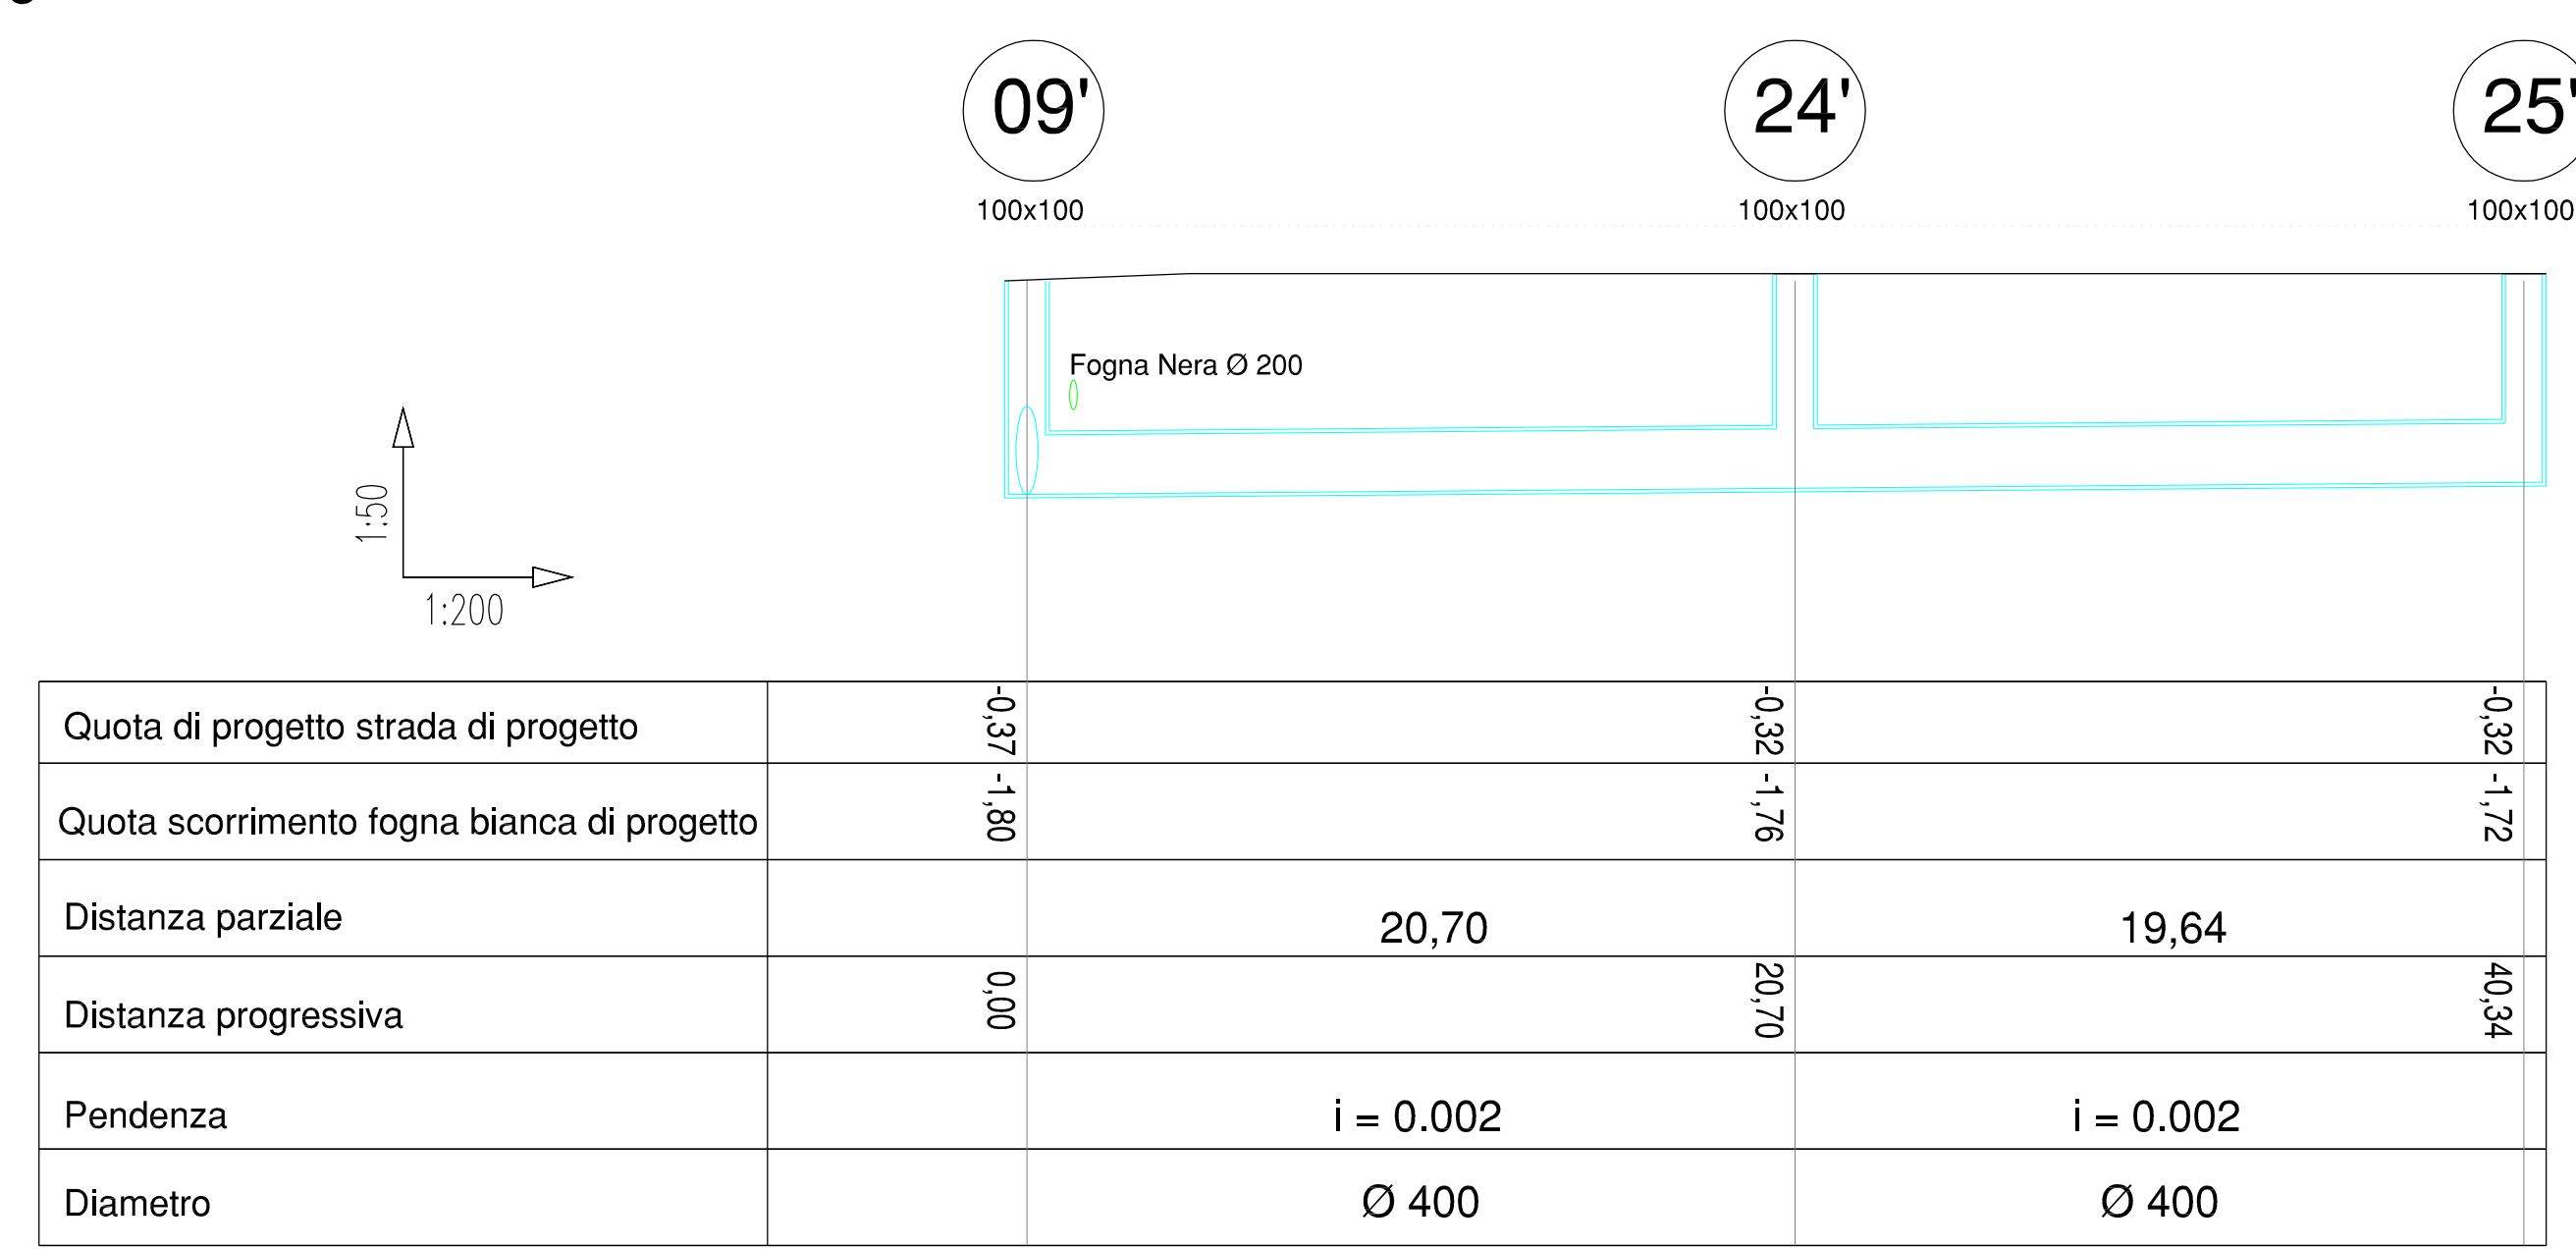 09' 24' 25'
100x100 100x100 100x100
Fogna Nera Ø 200
1:50
1:200
Quota di progetto strada di progetto -0,37 -0,32 -0,32
Quota scorrimento fogna bianca di progetto -1,80 -1,76 -1,72
Distanza parziale 20,70 19,64
Distanza progressiva 0,00 20,70 40,34
Pendenza i = 0.002 i = 0.002
Diametro Ø 400 Ø 400